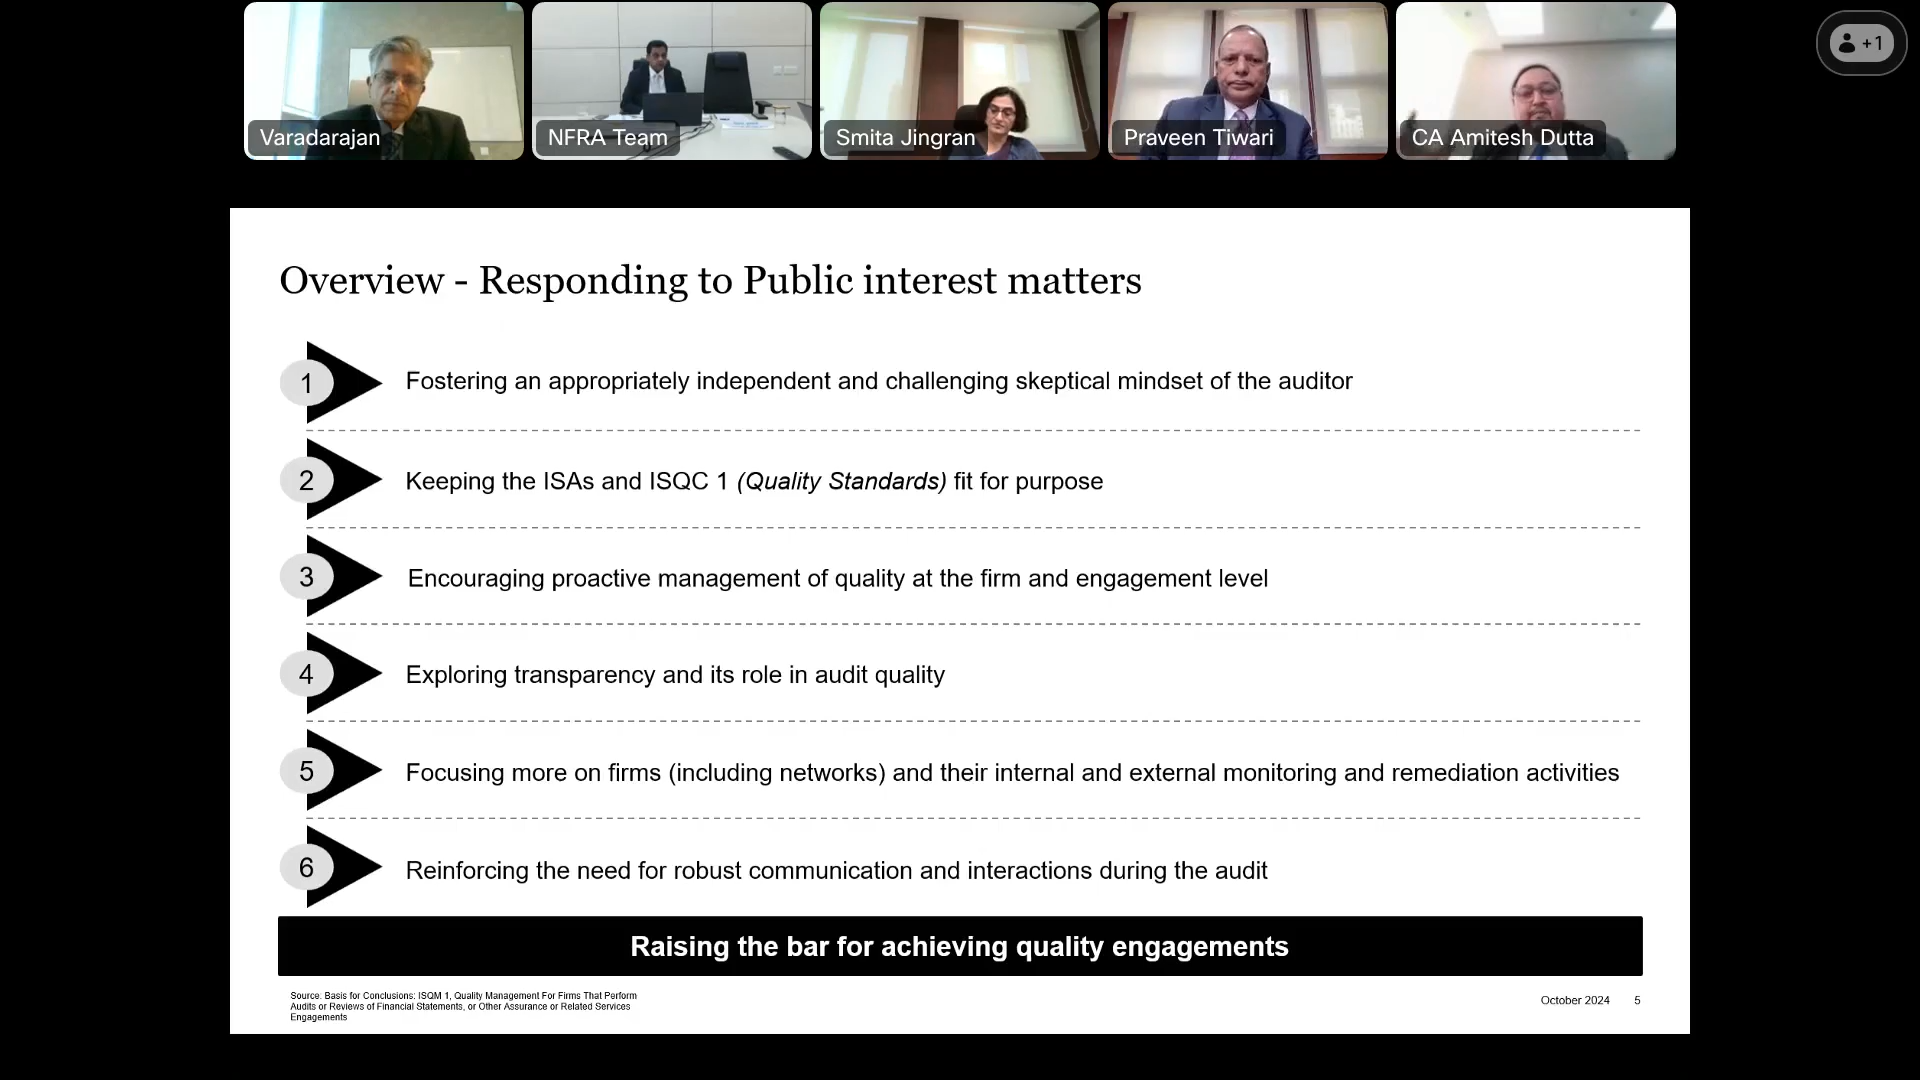 Varadarajan
NFRA Team
Smita Jingran
Praveen Tiwari
CA Amitesh Dutta
+1
Overview - Responding to Public interest matters
1 Fostering an appropriately independent and challenging skeptical mindset of the auditor
2 Keeping the ISAs and ISQC 1 (Quality Standards) fit for purpose
3 Encouraging proactive management of quality at the firm and engagement level
4 Exploring transparency and its role in audit quality
5 Focusing more on firms (including networks) and their internal and external monitoring and remediation activities
6 Reinforcing the need for robust communication and interactions during the audit
Raising the bar for achieving quality engagements
Source: Basis for Conclusions: ISQM 1, Quality Management For Firms That Perform
Audits or Reviews of Financial Statements, or Other Assurance or Related Services
Engagements
October 2024 5